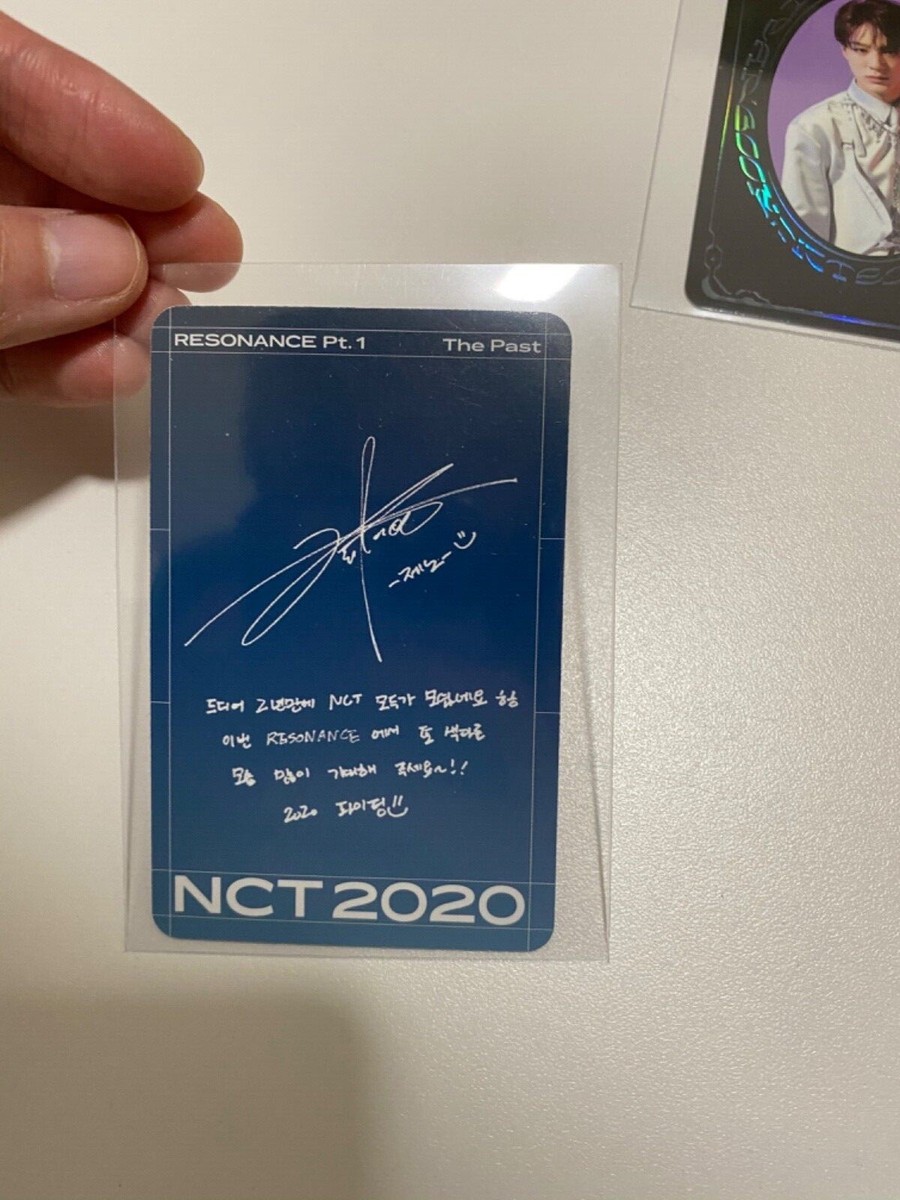 RESONANCE Pt. 1 The Past
-제노-
드디어 2년만에 NCT 모두가 모였네요 형
이번 RESONANCE 에서 또 색다른
모습 많이 기대해 주세요~!!
2020 화이팅
NCT 2020